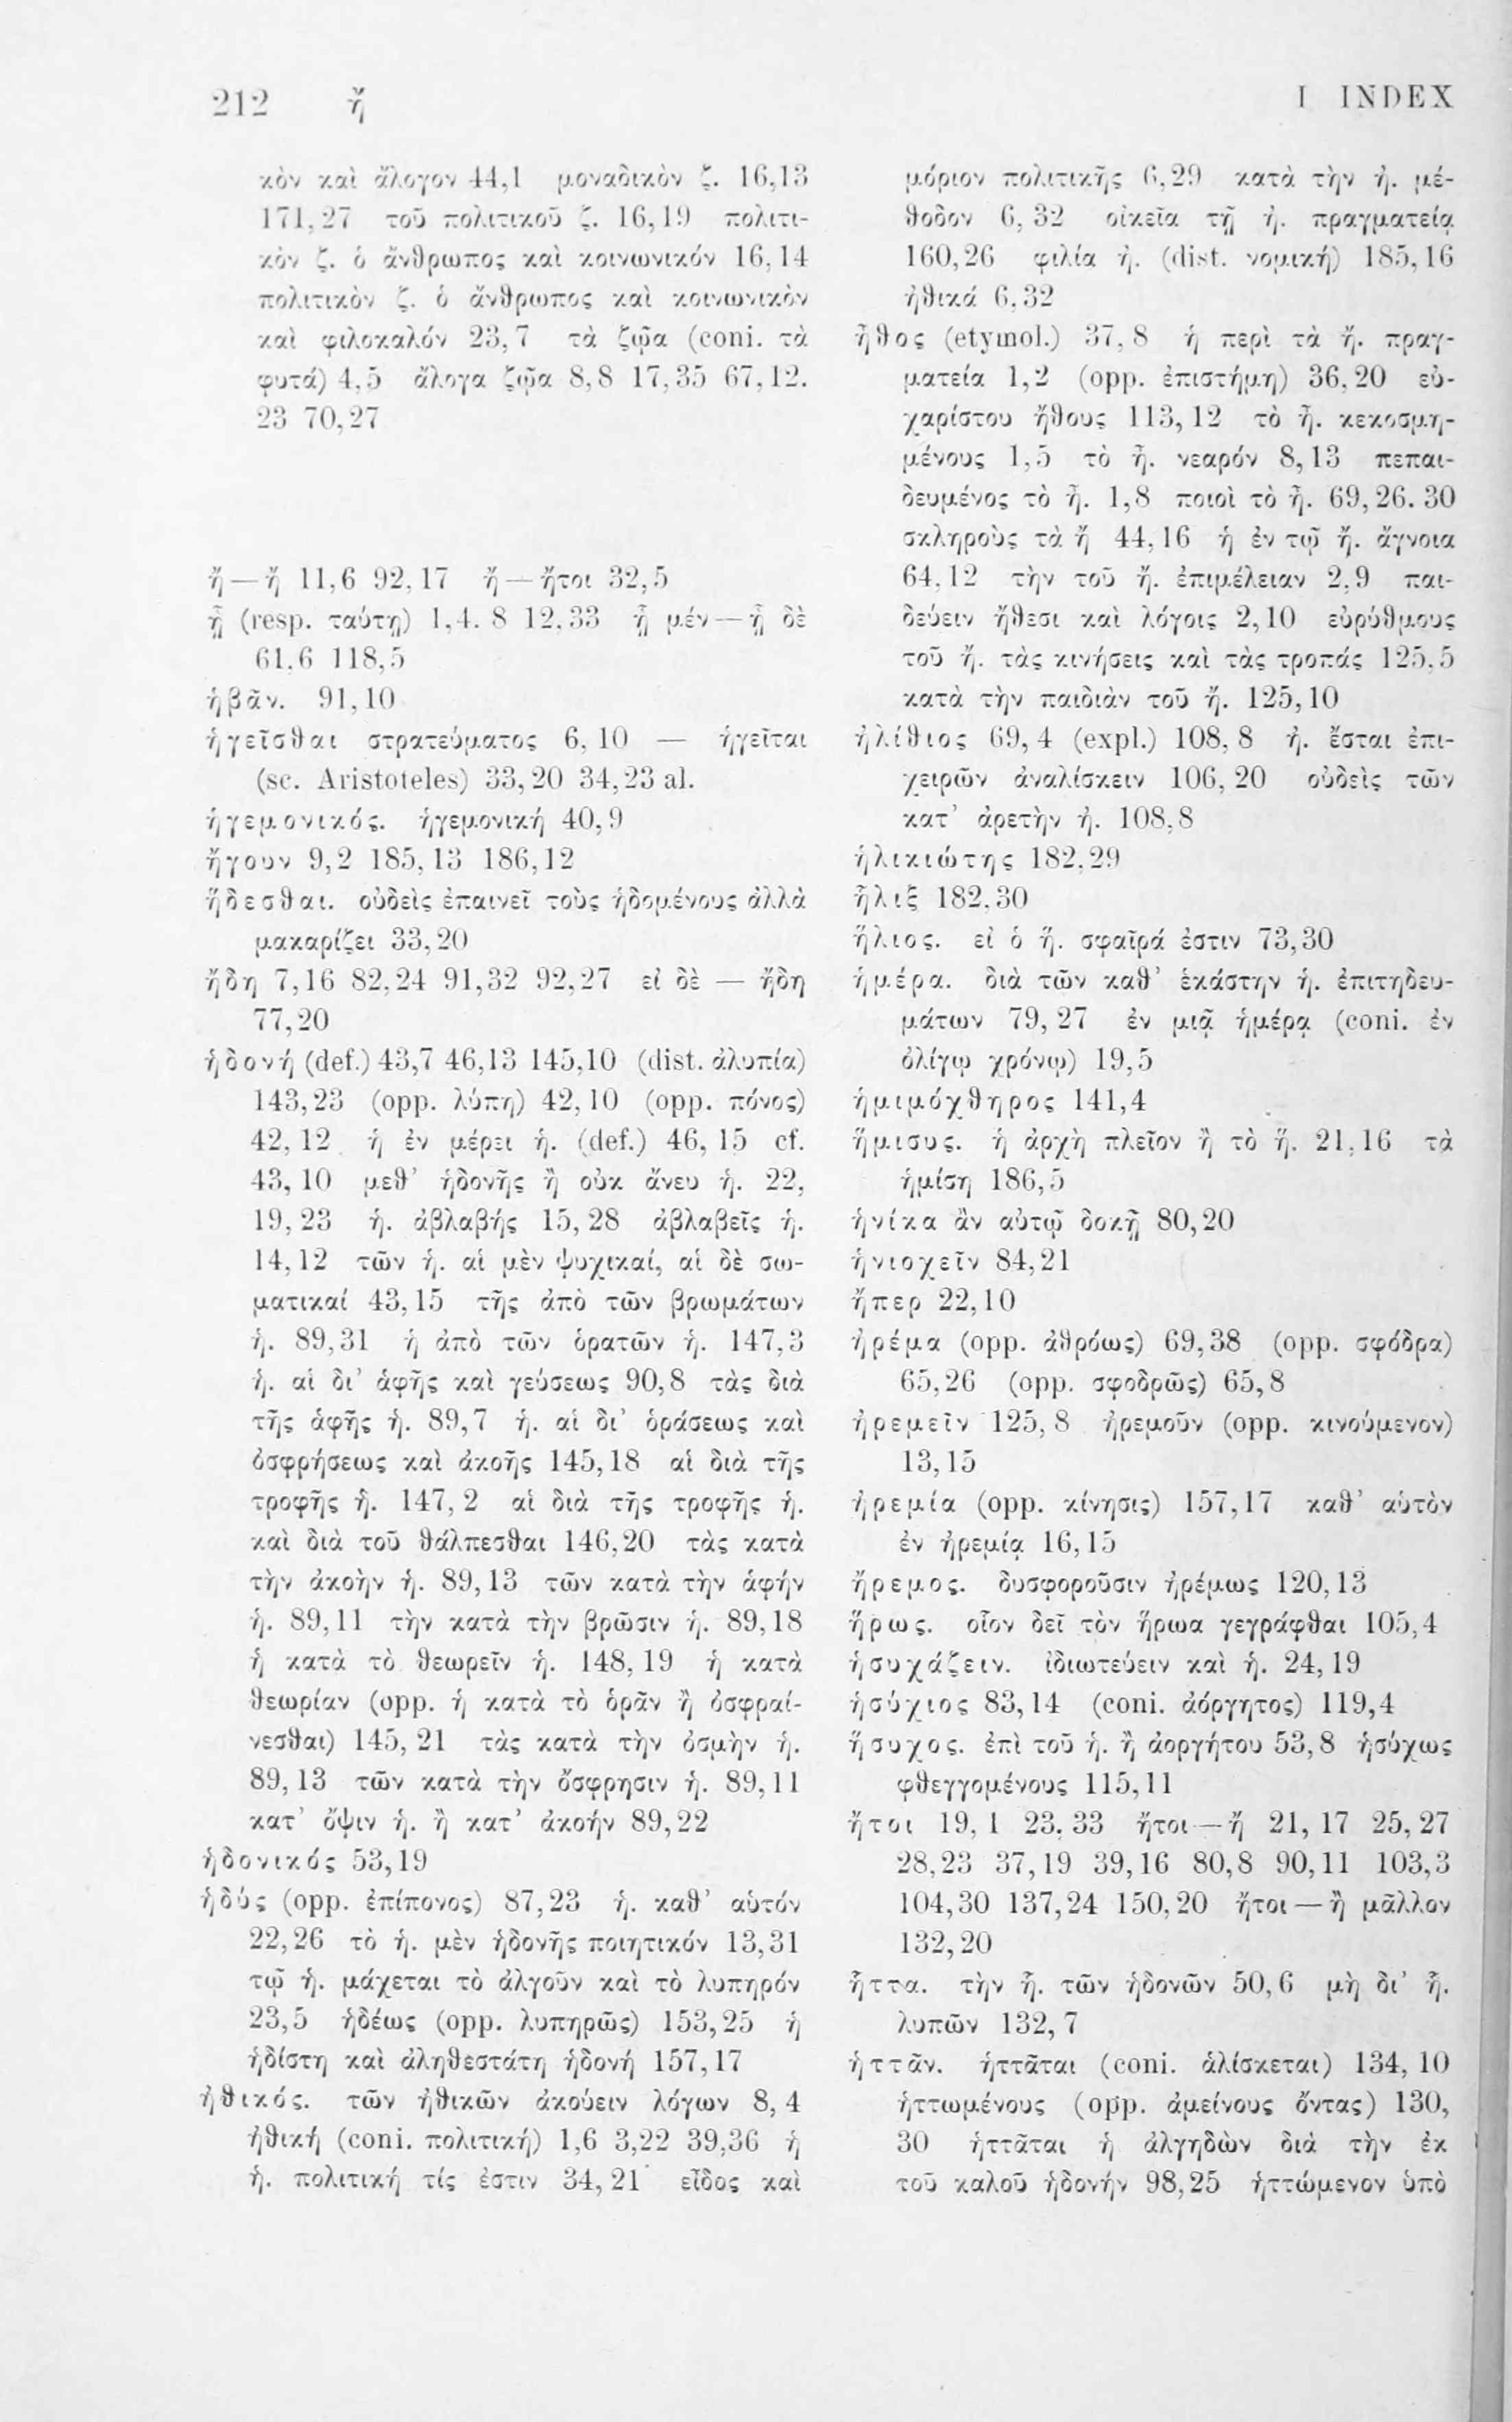 212 ἤ
I INDEX
κὸν καὶ ἄλογον 44,1 μοναδικὸν ζ. 16,13
171,27 τοῦ πολιτικοῦ ζ. 16,19 πολιτι-
κὸν ζ. ὁ ἄνθρωπος καὶ κοινωνικόν 16,14
πολιτικὸν ζ. ὁ ἄνθρωπος καὶ κοινωνικὸν
καὶ φιλοκαλόν 23,7 τὰ ζῷα (coni. τὰ
φυτά) 4,5 ἄλογα ζῷα 8,8 17,35 67,12.
23 70,27
ἤ — ἤ 11,6 92,17 ἤ — ἤτοι 32,5
ᾗ (resp. ταύτῃ) 1,4. 8 12,33 ᾗ μέν — ᾗ δὲ
61,6 118,5
ἡβᾶν. 91,10
ἡγεῖσθαι στρατεύματος 6, 10 — ἡγεῖται
(sc. Aristoteles) 33,20 34,23 al.
ἡγεμονικός. ἡγεμονική 40,9
ἤγουν 9,2 185,13 186,12
ἥδεσθαι. οὐδεὶς ἐπαινεῖ τοὺς ἡδομένους ἀλλὰ
μακαρίζει 33,20
ἤδη 7,16 82,24 91,32 92,27 εἰ δὲ — ἤδη
77,20
ἡδονή (def.) 43,7 46,13 145,10 (dist. ἀλυπία)
143,23 (opp. λύπη) 42,10 (opp. πόνος)
42, 12 ἡ ἐν μέρει ἡ. (def.) 46, 15 cf.
43, 10 μεθ’ ἡδονῆς ἢ οὐκ ἄνευ ἡ. 22,
19, 23 ἡ. ἀβλαβής 15, 28 ἀβλαβεῖς ἡ.
14,12 τῶν ἡ. αἱ μὲν ψυχικαί, αἱ δὲ σω-
ματικαί 43,15 τῆς ἀπὸ τῶν βρωμάτων
ἡ. 89,31 ἡ ἀπὸ τῶν ὁρατῶν ἡ. 147,3
ἡ. αἱ δι’ ἁφῆς καὶ γεύσεως 90,8 τὰς διὰ
τῆς ἁφῆς ἡ. 89,7 ἡ. αἱ δι’ ὁράσεως καὶ
ὀσφρήσεως καὶ ἀκοῆς 145,18 αἱ διὰ τῆς
τροφῆς ἡ. 147, 2 αἱ διὰ τῆς τροφῆς ἡ.
καὶ διὰ τοῦ θάλπεσθαι 146,20 τὰς κατὰ
τὴν ἀκοὴν ἡ. 89,13 τῶν κατὰ τὴν ἁφήν
ἡ. 89,11 τὴν κατὰ τὴν βρῶσιν ἡ. 89,18
ἡ κατὰ τὸ θεωρεῖν ἡ. 148, 19 ἡ κατὰ
θεωρίαν (opp. ἡ κατὰ τὸ ὁρᾶν ἢ ὀσφραί-
νεσθαι) 145, 21 τὰς κατὰ τὴν ὀσμὴν ἡ.
89,13 τῶν κατὰ τὴν ὄσφρησιν ἡ. 89,11
κατ’ ὄψιν ἡ. ἢ κατ’ ἀκοήν 89,22
ἡδονικός 53,19
ἡδύς (opp. ἐπίπονος) 87,23 ἡ. καθ’ αὑτόν
22,26 τὸ ἡ. μὲν ἡδονῆς ποιητικόν 13,31
τῷ ἡ. μάχεται τὸ ἀλγοῦν καὶ τὸ λυπηρόν
23,5 ἡδέως (opp. λυπηρῶς) 153,25 ἡ
ἡδίστη καὶ ἀληθεστάτη ἡδονή 157,17
ἠθικός. τῶν ἠθικῶν ἀκούειν λόγων 8, 4
ἠθική (coni. πολιτική) 1,6 3,22 39,36 ἡ
ἠ. πολιτική τίς ἐστιν 34, 21 εἶδος καὶ
μόριον πολιτικῆς 6,29 κατὰ τὴν ἠ. μέ-
θοδον 6, 32 οἰκεῖα τῇ ἠ. πραγματείᾳ
160,26 φιλία ἠ. (dist. νομική) 185,16
ἠθικά 6,32
ἦθος (etymol.) 37, 8 ἡ περὶ τὰ ἤ. πραγ-
ματεία 1,2 (opp. ἐπιστήμη) 36,20 εὐ-
χαρίστου ἤθους 113, 12 τὸ ἦ. κεκοσμη-
μένους 1,5 τὸ ἦ. νεαρόν 8,13 πεπαι-
δευμένος τὸ ἦ. 1,8 ποιοὶ τὸ ἦ. 69,26. 30
σκληροὺς τὰ ἤ 44,16 ἡ ἐν τῷ ἤ. ἄγνοια
64,12 τὴν τοῦ ἤ. ἐπιμέλειαν 2,9 παι-
δεύειν ἤθεσι καὶ λόγοις 2,10 εὐρύθμους
τοῦ ἤ. τὰς κινήσεις καὶ τὰς τροπάς 125,5
κατὰ τὴν παιδιὰν τοῦ ἤ. 125,10
ἠλίθιος 69, 4 (expl.) 108, 8 ἠ. ἔσται ἐπι-
χειρῶν ἀναλίσκειν 106, 20 οὐδεὶς τῶν
κατ’ ἀρετὴν ἠ. 108,8
ἡλικιώτης 182,29
ἧλιξ 182,30
ἥλιος. εἰ ὁ ἥ. σφαῖρά ἐστιν 73,30
ἡμέρα. διὰ τῶν καθ’ ἑκάστην ἡ. ἐπιτηδευ-
μάτων 79, 27 ἐν μιᾷ ἡμέρᾳ (coni. ἐν
ὀλίγῳ χρόνῳ) 19,5
ἡμιμόχθηρος 141,4
ἥμισυς. ἡ ἀρχὴ πλεῖον ἢ τὸ ἥ. 21,16 τὰ
ἡμίση 186,5
ἡνίκα ἂν αὐτῷ δοκῇ 80,20
ἡνιοχεῖν 84,21
ἤπερ 22,10
ἠρέμα (opp. ἀθρόως) 69,38 (opp. σφόδρα)
65,26 (opp. σφοδρῶς) 65,8
ἠρεμεῖν 125, 8 ἠρεμοῦν (opp. κινούμενον)
13,15
ἠρεμία (opp. κίνησις) 157,17 καθ’ αὑτὸν
ἐν ἠρεμίᾳ 16,15
ἤρεμος. δυσφοροῦσιν ἠρέμως 120,13
ἥρως. οἷον δεῖ τὸν ἥρωα γεγράφθαι 105,4
ἡσυχάζειν. ἰδιωτεύειν καὶ ἡ. 24,19
ἡσύχιος 83,14 (coni. ἀόργητος) 119,4
ἥσυχος. ἐπὶ τοῦ ἡ. ἢ ἀοργήτου 53,8 ἡσύχως
φθεγγομένους 115,11
ἤτοι 19, 1 23, 33 ἤτοι — ἤ 21, 17 25, 27
28,23 37,19 39,16 80,8 90,11 103,3
104,30 137,24 150,20 ἤτοι — ἢ μᾶλλον
132,20
ἧττα. τὴν ἧ. τῶν ἡδονῶν 50,6 μὴ δι’ ἧ.
λυπῶν 132, 7
ἡττᾶν. ἡττᾶται (coni. ἁλίσκεται) 134, 10
ἡττωμένους (opp. ἀμείνους ὄντας) 130,
30 ἡττᾶται ἡ ἀλγηδὼν διὰ τὴν ἐκ
τοῦ καλοῦ ἡδονήν 98,25 ἡττώμενον ὑπὸ